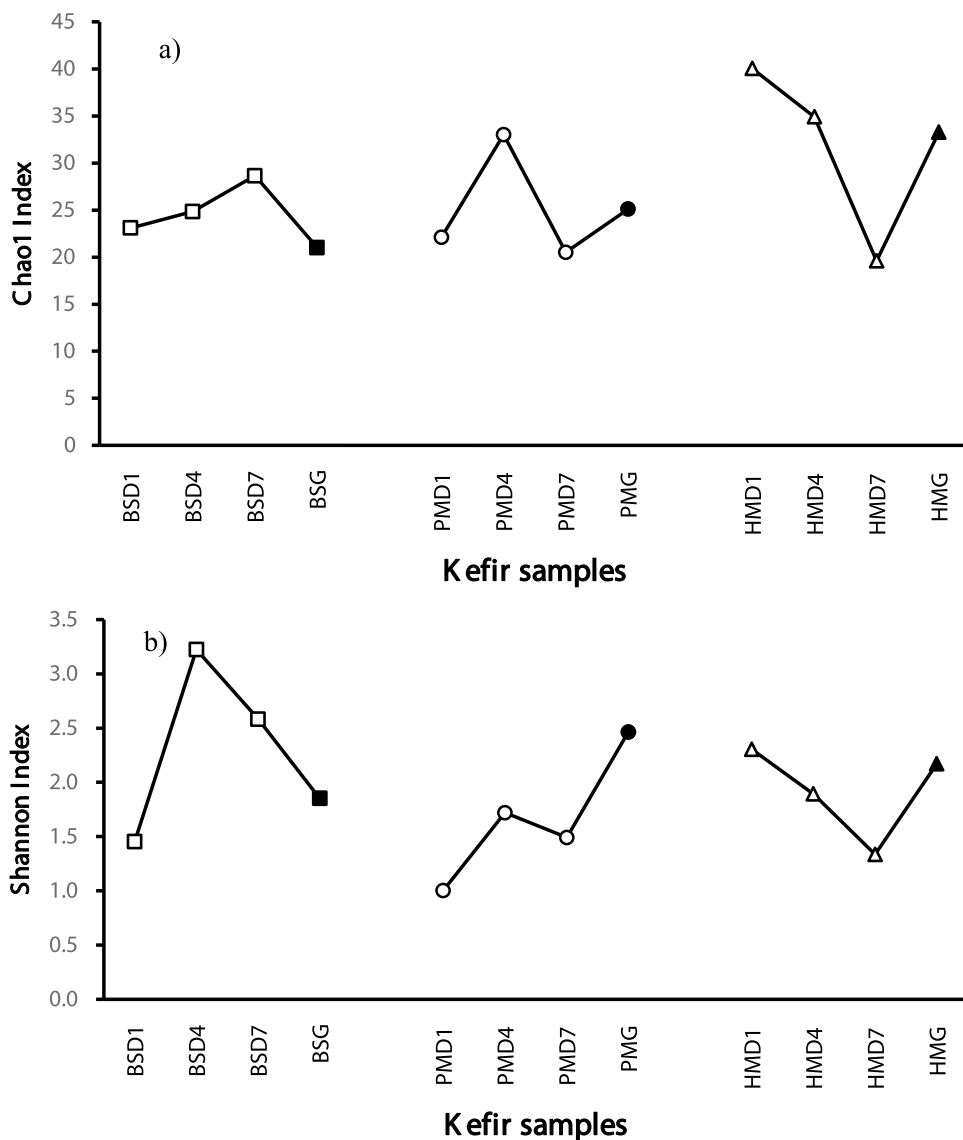 a)
Chao1 Index
45
40
35
30
25
20
15
10
5
0
BSD1
BSD4
BSD7
BSG
PMD1
PMD4
PMD7
PMG
HMD1
HMD4
HMD7
HMG
Kefir samples
b)
Shannon Index
3.5
3.0
2.5
2.0
1.5
1.0
0.5
0.0
BSD1
BSD4
BSD7
BSG
PMD1
PMD4
PMD7
PMG
HMD1
HMD4
HMD7
HMG
Kefir samples